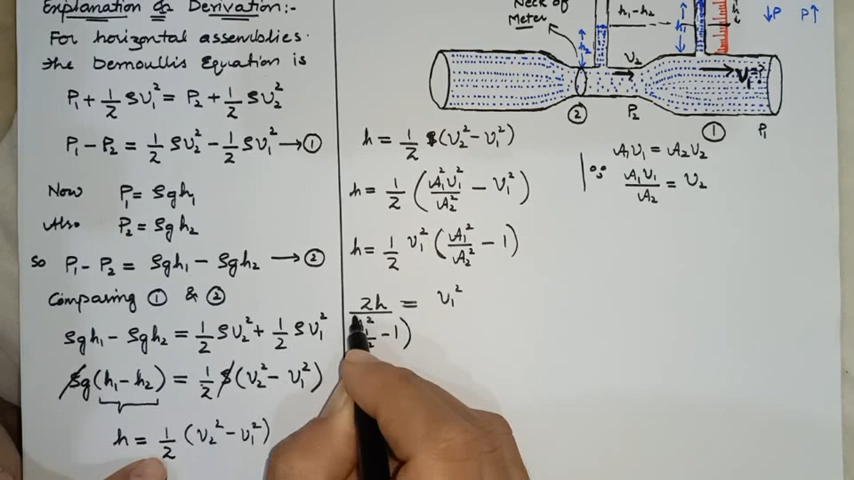 Explanation & Derivation:-
For horizontal assemblies.
the Bernoullis Equation is
P₁ + 1/2 ρv₁² = P₂ + 1/2 ρv₂²
P₁ - P₂ = 1/2 ρv₂² - 1/2 ρv₁² → ①
Now P₁ = ρgh₁
Also P₂ = ρgh₂
So P₁ - P₂ = ρgh₁ - ρgh₂ → ②
Comparing ① & ②
ρgh₁ - ρgh₂ = 1/2 ρv₂² + 1/2 ρv₁²
ρg(h₁ - h₂) = 1/2 ρ(v₂² - v₁²)
h = 1/2 (v₂² - v₁²)
Neck of
Meter
h₁-h₂
↓P P↑
h₂
v₂
v₁=?
② P₂ ① P₁
h = 1/2 ρ(v₂² - v₁²)
h = 1/2 (A₁²v₁²/A₂² - v₁²)
h = 1/2 v₁² (A₁²/A₂² - 1)
2h = v₁²
- 1)
A₁v₁ = A₂v₂
∵ A₁v₁/A₂ = v₂